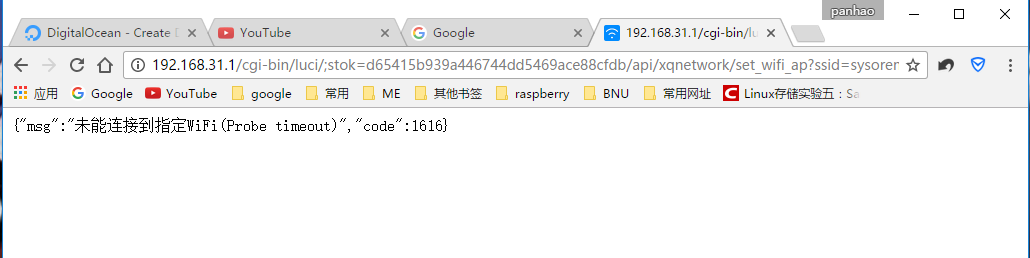 panhao
DigitalOcean - Create D
YouTube
Google
192.168.31.1/cgi-bin/lu
192.168.31.1/cgi-bin/luci/;stok=d65415b939a446744dd5469ace88cfdb/api/xqnetwork/set_wifi_ap?ssid=sysorer
应用 Google YouTube google 常用 ME 其他书签 raspberry BNU 常用网址 Linux存储实验五：Sa
{"msg":"未能连接到指定WiFi(Probe timeout)","code":1616}